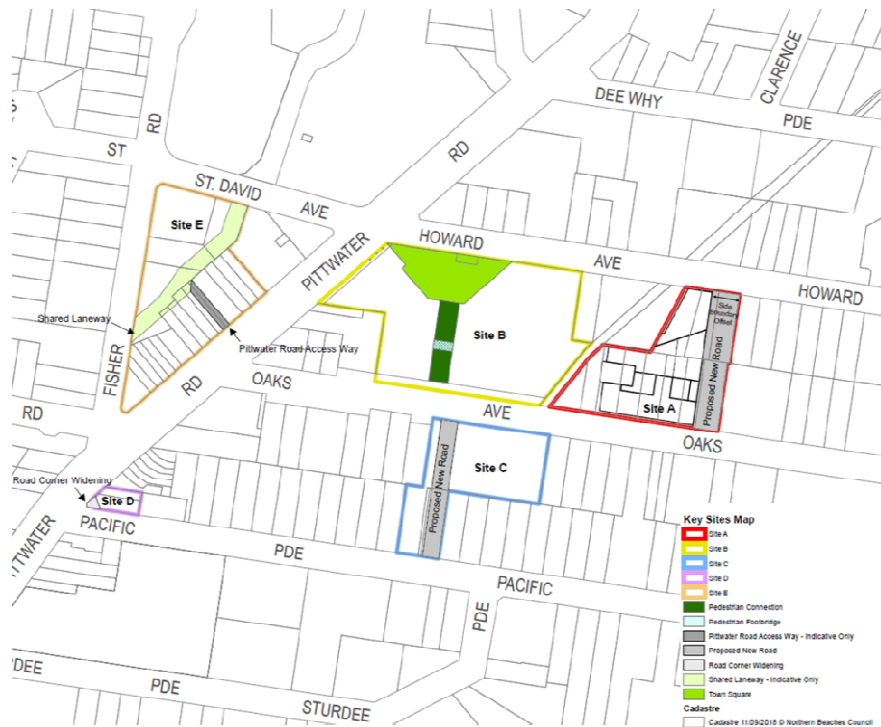 CLARENCE
DEE WHY
PDE
RD
ST
RD
ST. DAVID
AVE
Site E
PITTWATER
HOWARD
AVE
HOWARD
Side
Boundary
Offset
Shared Laneway
Site B
Proposed New Road
Pittwater Road Access Way
FISHER
RD
OAKS
AVE
Site A
OAKS
RD
Proposed New Road
Site C
Road Corner Widening
Site D
PACIFIC
PDE
PACIFIC
PDE
PDE
STURDEE
Key Sites Map
Site A
Site B
Site C
Site D
Site E
Pedestrian Connection
Pedestrian Footbridge
Pittwater Road Access Way - Indicative Only
Proposed New Road
Road Corner Widening
Shared Laneway - Indicative Only
Town Square
Cadastre
Cadastre 11/09/2018 © Northern Beaches Council